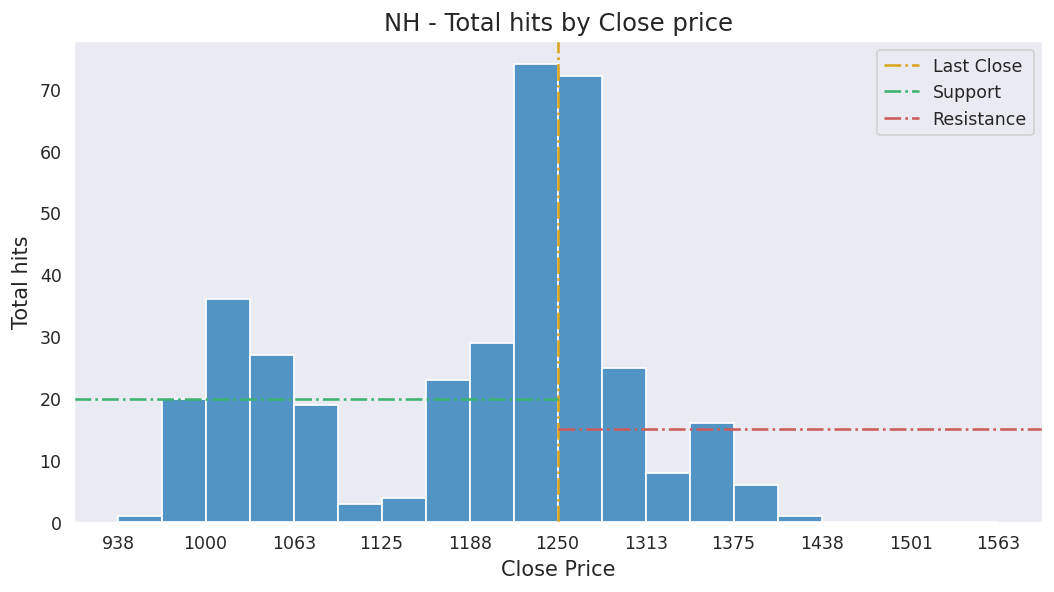 NH - Total hits by Close price
Last Close
Support
Resistance
Total hits
70
60
50
40
30
20
10
0
938 1000 1063 1125 1188 1250 1313 1375 1438 1501 1563
Close Price